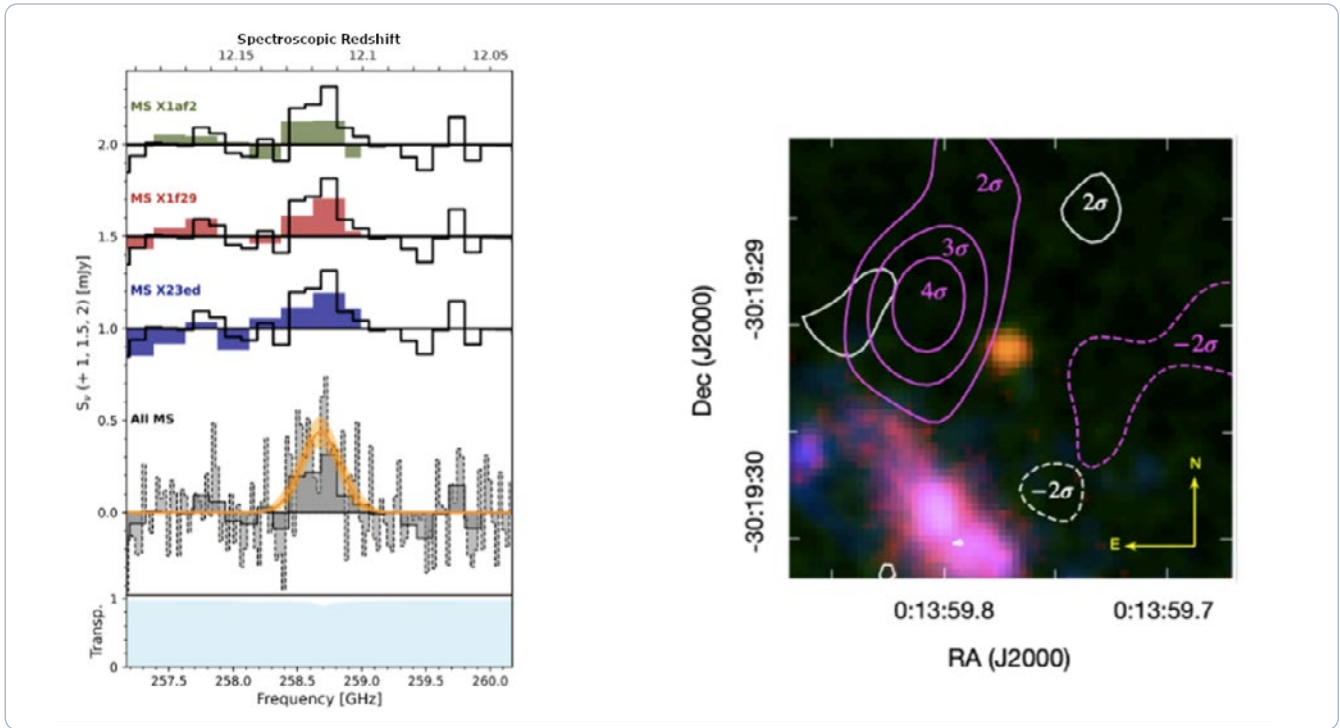 Spectroscopic Redshift
12.15 12.1 12.05
MS X1af2
2.0
MS X1f29
1.5
MS X23ed
1.0
All MS
0.5
0.0
Sᵥ (+ 1, 1.5, 2) [mJy]
1
0
Transp.
257.5 258.0 258.5 259.0 259.5 260.0
Frequency [GHz]
2σ
2σ
3σ
4σ
−2σ
−2σ
N
E
-30:19:29
-30:19:30
Dec (J2000)
0:13:59.8 0:13:59.7
RA (J2000)